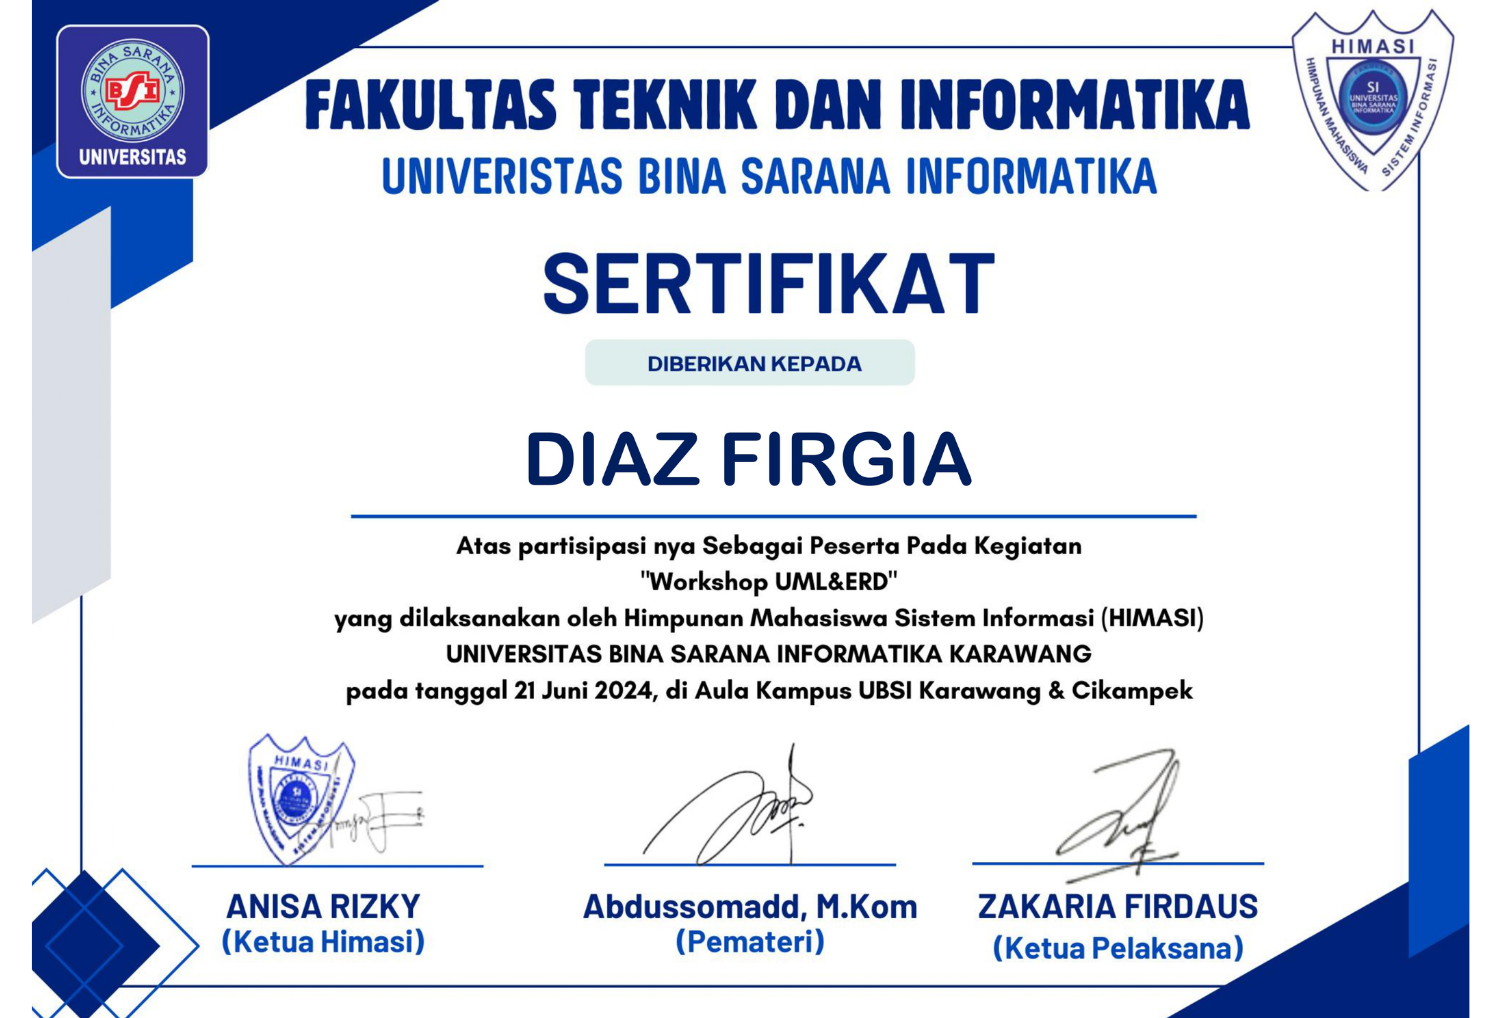 BINA SARANA INFORMATIKA
BSI
UNIVERSITAS
HIMASI
HIMPUNAN MAHASISWA
SISTEM INFORMASI
SI
UNIVERSITAS
BINA SARANA
INFORMATIKA
FAKULTAS TEKNIK DAN INFORMATIKA
UNIVERISTAS BINA SARANA INFORMATIKA
SERTIFIKAT
DIBERIKAN KEPADA
DIAZ FIRGIA
Atas partisipasi nya Sebagai Peserta Pada Kegiatan
"Workshop UML&ERD"
yang dilaksanakan oleh Himpunan Mahasiswa Sistem Informasi (HIMASI)
UNIVERSITAS BINA SARANA INFORMATIKA KARAWANG
pada tanggal 21 Juni 2024, di Aula Kampus UBSI Karawang & Cikampek
HIMASI
SISTEM INFORMASI
SI
ANISA RIZKY
(Ketua Himasi)
Abdussomadd, M.Kom
(Pemateri)
ZAKARIA FIRDAUS
(Ketua Pelaksana)